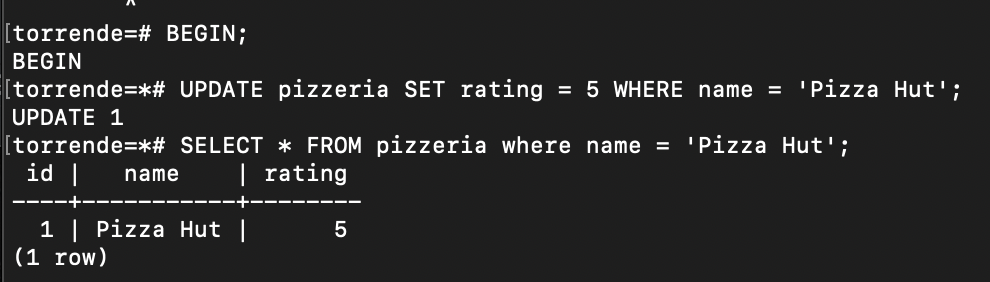 [torrende=# BEGIN;
BEGIN
[torrende=*# UPDATE pizzeria SET rating = 5 WHERE name = 'Pizza Hut';
UPDATE 1
[torrende=*# SELECT * FROM pizzeria where name = 'Pizza Hut';
 id |   name    | rating
----+-----------+--------
  1 | Pizza Hut |      5
(1 row)